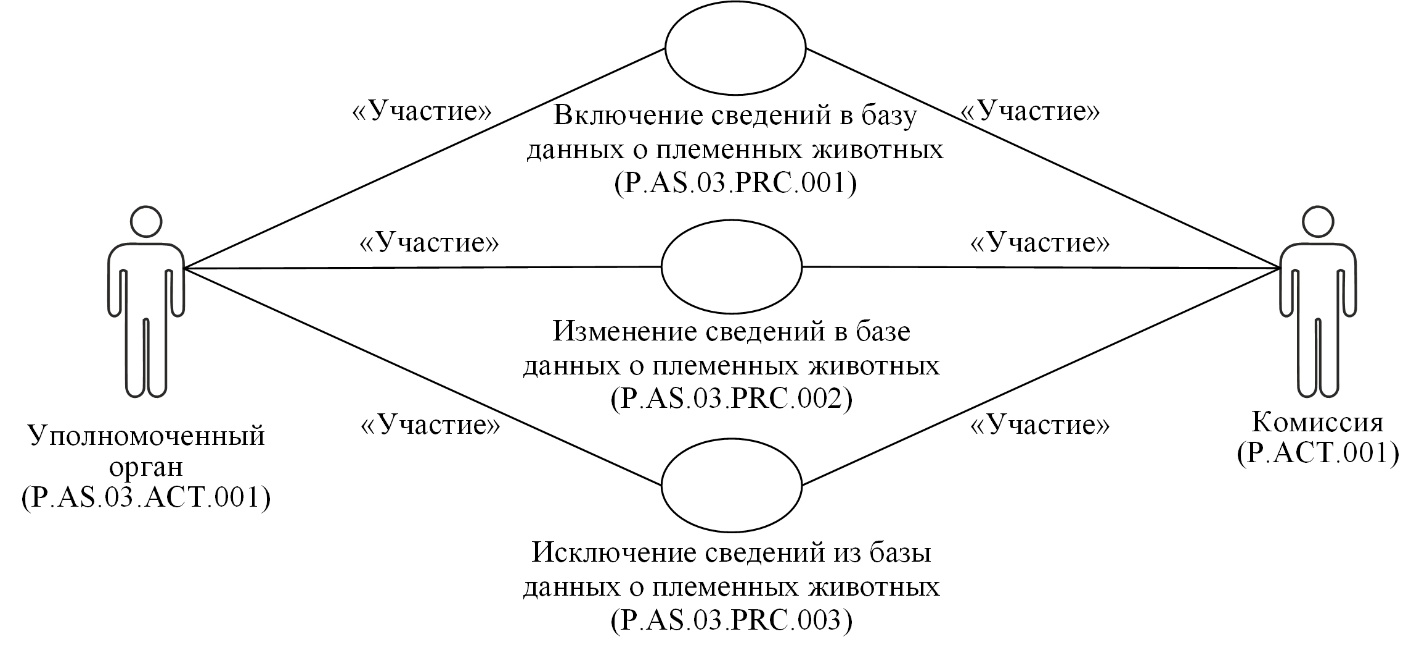 «Участие»
«Участие»
Включение сведений в базу
данных о племенных животных
(P.AS.03.PRC.001)
«Участие»
«Участие»
Изменение сведений в базе
данных о племенных животных
(P.AS.03.PRC.002)
«Участие»
«Участие»
Уполномоченный
орган
(P.AS.03.ACT.001)
Комиссия
(P.ACT.001)
Исключение сведений из базы
данных о племенных животных
(P.AS.03.PRC.003)